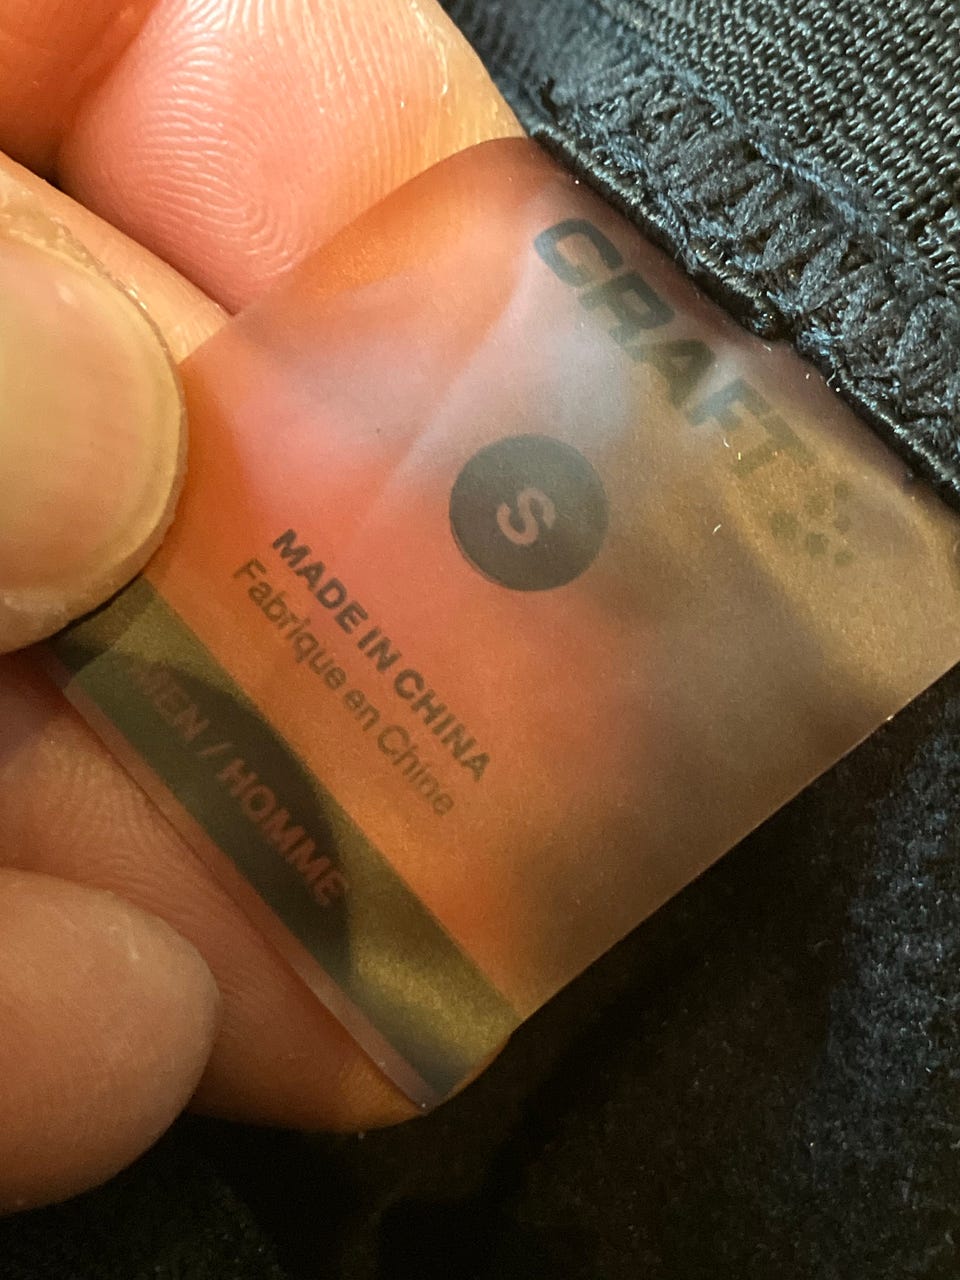 CRAFT
S
MADE IN CHINA
Fabriqué en Chine
MEN / HOMME